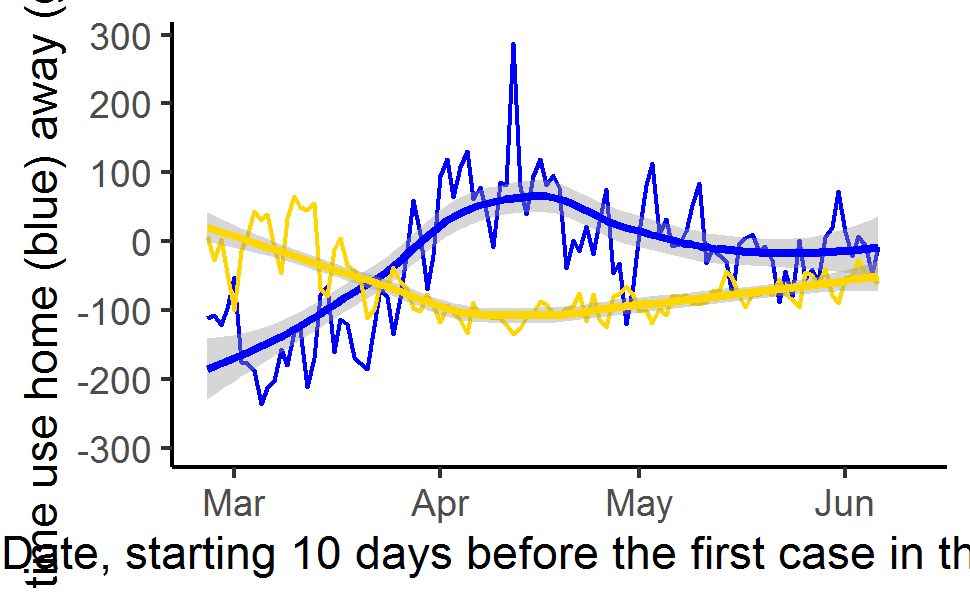 time use home (blue) away (
300
200
100
0
-100
-200
-300
Mar Apr May Jun
Date, starting 10 days before the first case in th